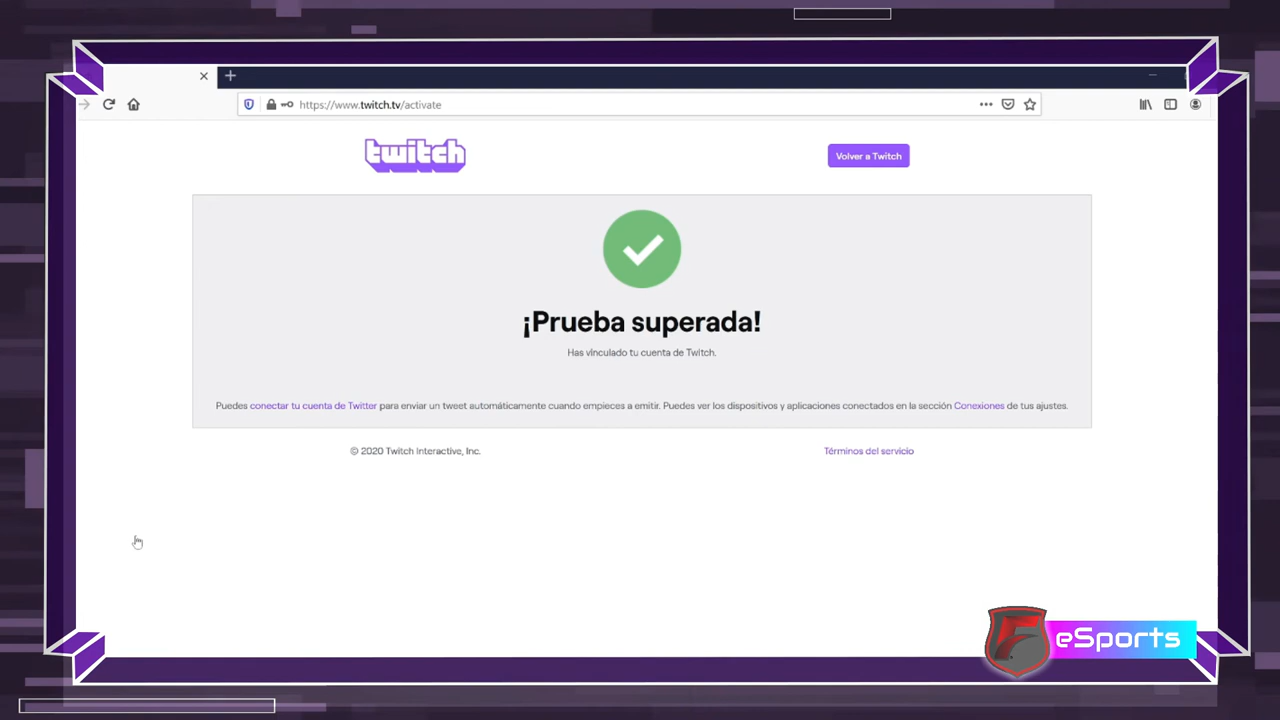 https://www.twitch.tv/activate
twitch
Volver a Twitch
¡Prueba superada!
Has vinculado tu cuenta de Twitch.
Puedes conectar tu cuenta de Twitter para enviar un tweet automáticamente cuando empieces a emitir. Puedes ver los dispositivos y aplicaciones conectados en la sección Conexiones de tus ajustes.
© 2020 Twitch Interactive, Inc.
Términos del servicio
eSports